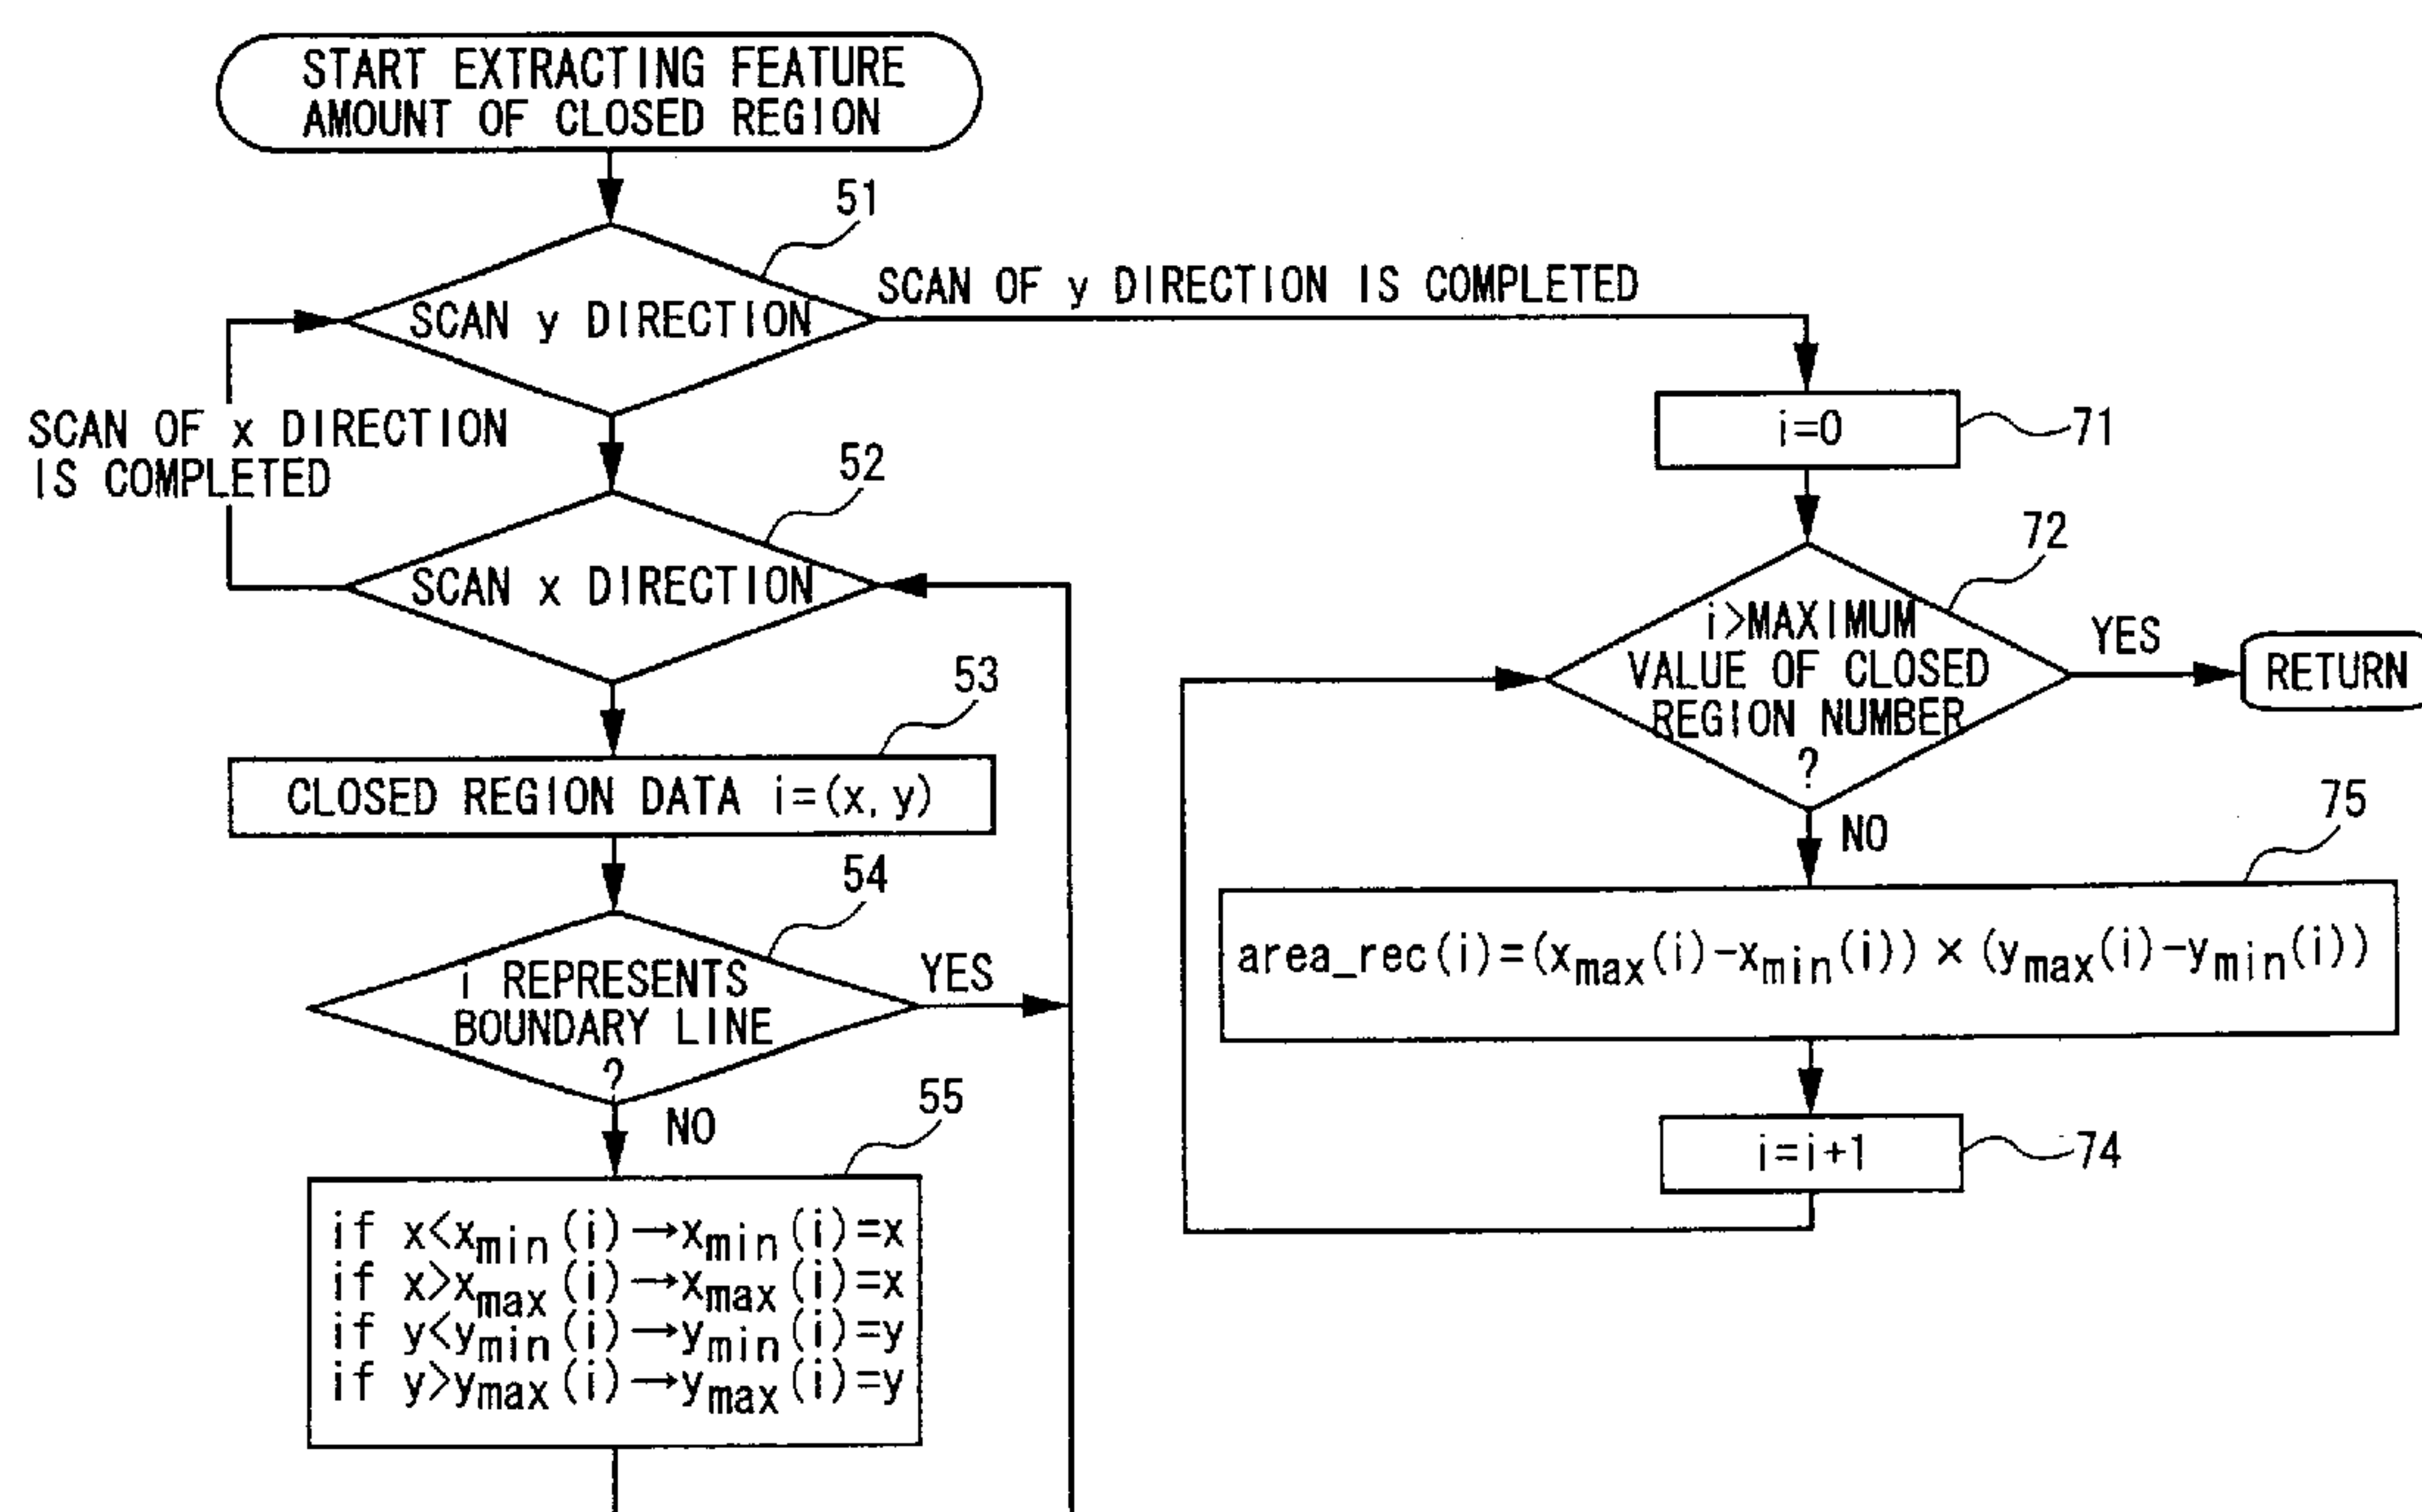 START EXTRACTING FEATURE
AMOUNT OF CLOSED REGION
51
SCAN y DIRECTION
SCAN OF y DIRECTION IS COMPLETED
SCAN OF x DIRECTION
IS COMPLETED
52
SCAN x DIRECTION
53
CLOSED REGION DATA i=(x, y)
54
i REPRESENTS
BOUNDARY LINE
?
YES
NO
55
if x<xmin(i)→xmin(i)=x
if x>xmax(i)→xmax(i)=x
if y<ymin(i)→ymin(i)=y
if y>ymax(i)→ymax(i)=y
i=0
71
72
i>MAXIMUM
VALUE OF CLOSED
REGION NUMBER
?
YES
RETURN
NO
75
area_rec(i)=(xmax(i)-xmin(i))×(ymax(i)-ymin(i))
i=i+1
74